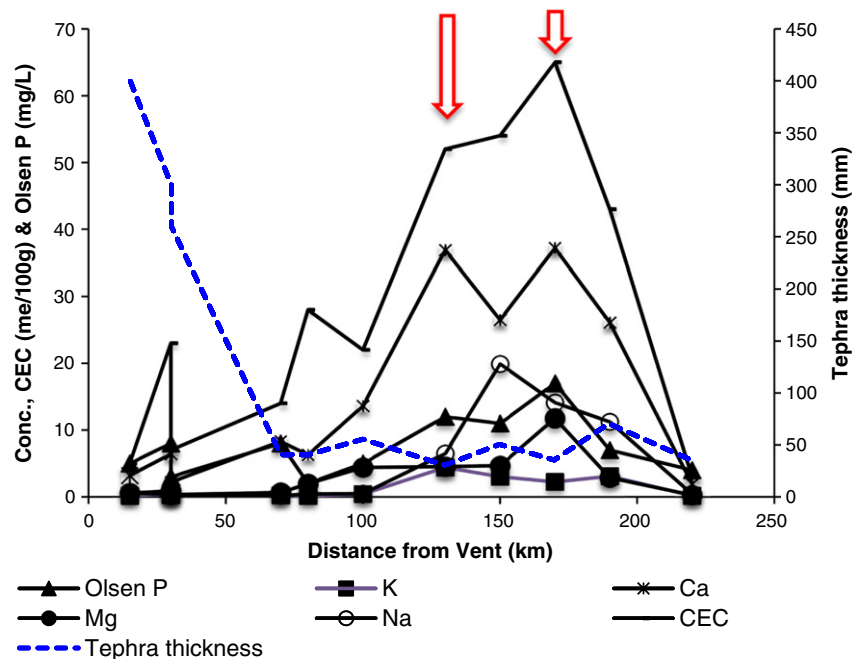 Conc., CEC (me/100g) & Olsen P (mg/L)
70
60
50
40
30
20
10
0
450
400
350
300
250
200
150
100
50
0
Tephra thickness (mm)
0 50 100 150 200 250
Distance from Vent (km)
Olsen P K Ca
Mg Na CEC
Tephra thickness